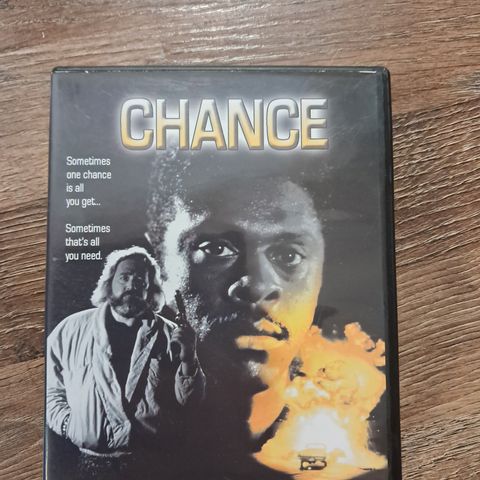 CHANCE
Sometimes
one chance
is all
you get...
Sometimes
that's all
you need.